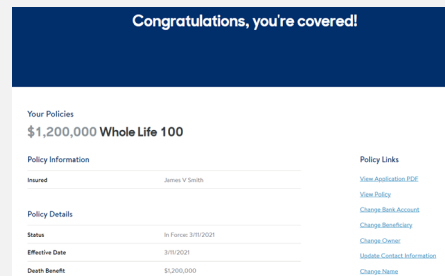 Congratulations, you're covered!
Your Policies
$1,200,000 Whole Life 100
Policy Information
Insured James V Smith
Policy Details
Status In Force: 3/11/2021
Effective Date 3/11/2021
Death Benefit $1,200,000
Policy Links
View Application PDF
View Policy
Change Bank Account
Change Beneficiary
Change Owner
Update Contact Information
Change Name